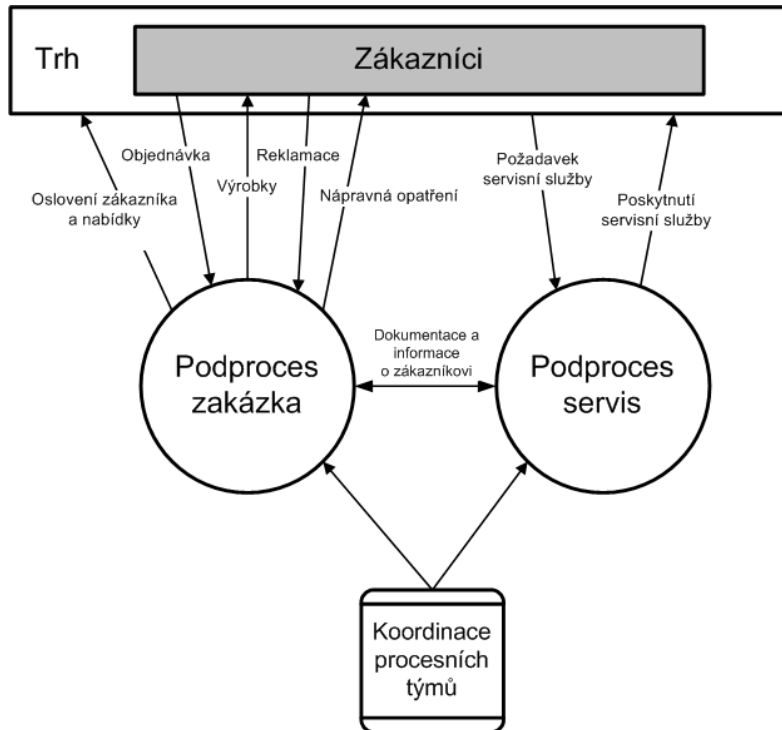 Trh
Zákazníci
Objednávka
Reklamace
Výrobky
Oslovení zákazníka
a nabídky
Nápravná opatření
Požadavek
servisní služby
Poskytnutí
servisní služby
Podproces
zakázka
Dokumentace a
informace
o zákazníkovi
Podproces
servis
Koordinace
procesních
týmů